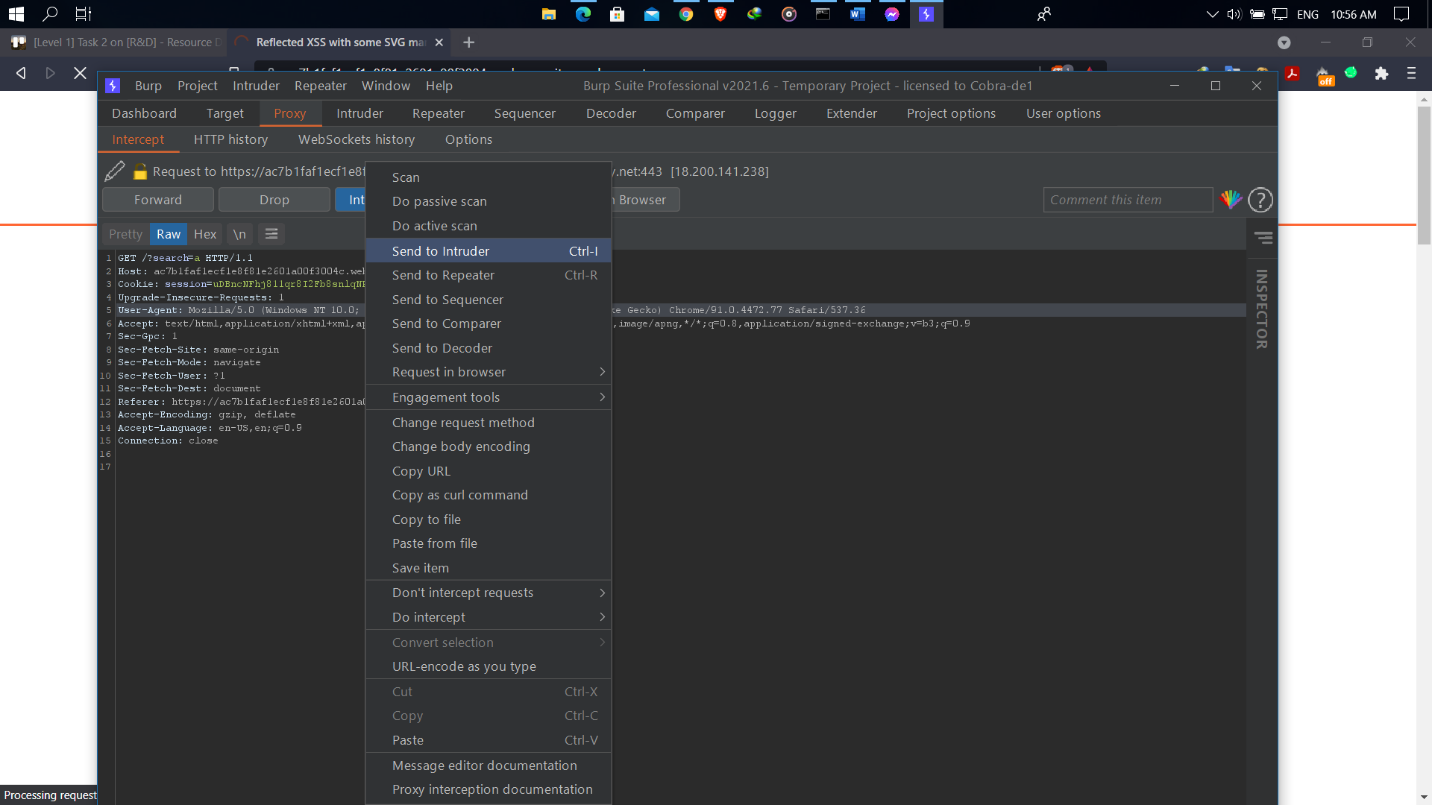 ENG 10:56 AM
[Level 1] Task 2 on [R&D] - Resource D
Reflected XSS with some SVG mar
Burp Project Intruder Repeater Window Help
Burp Suite Professional v2021.6 - Temporary Project - licensed to Cobra-de1
Dashboard Target Proxy Intruder Repeater Sequencer Decoder Comparer Logger Extender Project options User options
Intercept HTTP history WebSockets history Options
Request to https://ac7b1faf1ecf1e8f .net:443 [18.200.141.238]
Forward Drop Int Browser
Comment this item
Pretty Raw Hex \n
INSPECTOR
1 GET /?search=a HTTP/1.1
2 Host: ac7b1faf1ecf1e8f81e2601a00f3004c.web
3 Cookie: session=
4 Upgrade-Insecure-Requests: 1
5 User-Agent: Mozilla/5.0 (Windows NT 10.0; ke Gecko) Chrome/91.0.4472.77 Safari/537.36
6 Accept: text/html,application/xhtml+xml,ap ,image/apng,*/*;q=0.8,application/signed-exchange;v=b3;q=0.9
7 Sec-Gpc: 1
8 Sec-Fetch-Site: same-origin
9 Sec-Fetch-Mode: navigate
10 Sec-Fetch-User: ?1
11 Sec-Fetch-Dest: document
12 Referer: https://ac7b1faf1ecf1e8f81e2601a0
13 Accept-Encoding: gzip, deflate
14 Accept-Language: en-US,en;q=0.9
15 Connection: close
16
17
Scan
Do passive scan
Do active scan
Send to Intruder Ctrl-I
Send to Repeater Ctrl-R
Send to Sequencer
Send to Comparer
Send to Decoder
Request in browser
Engagement tools
Change request method
Change body encoding
Copy URL
Copy as curl command
Copy to file
Paste from file
Save item
Don't intercept requests
Do intercept
Convert selection
URL-encode as you type
Cut Ctrl-X
Copy Ctrl-C
Paste Ctrl-V
Message editor documentation
Proxy interception documentation
Processing request
off